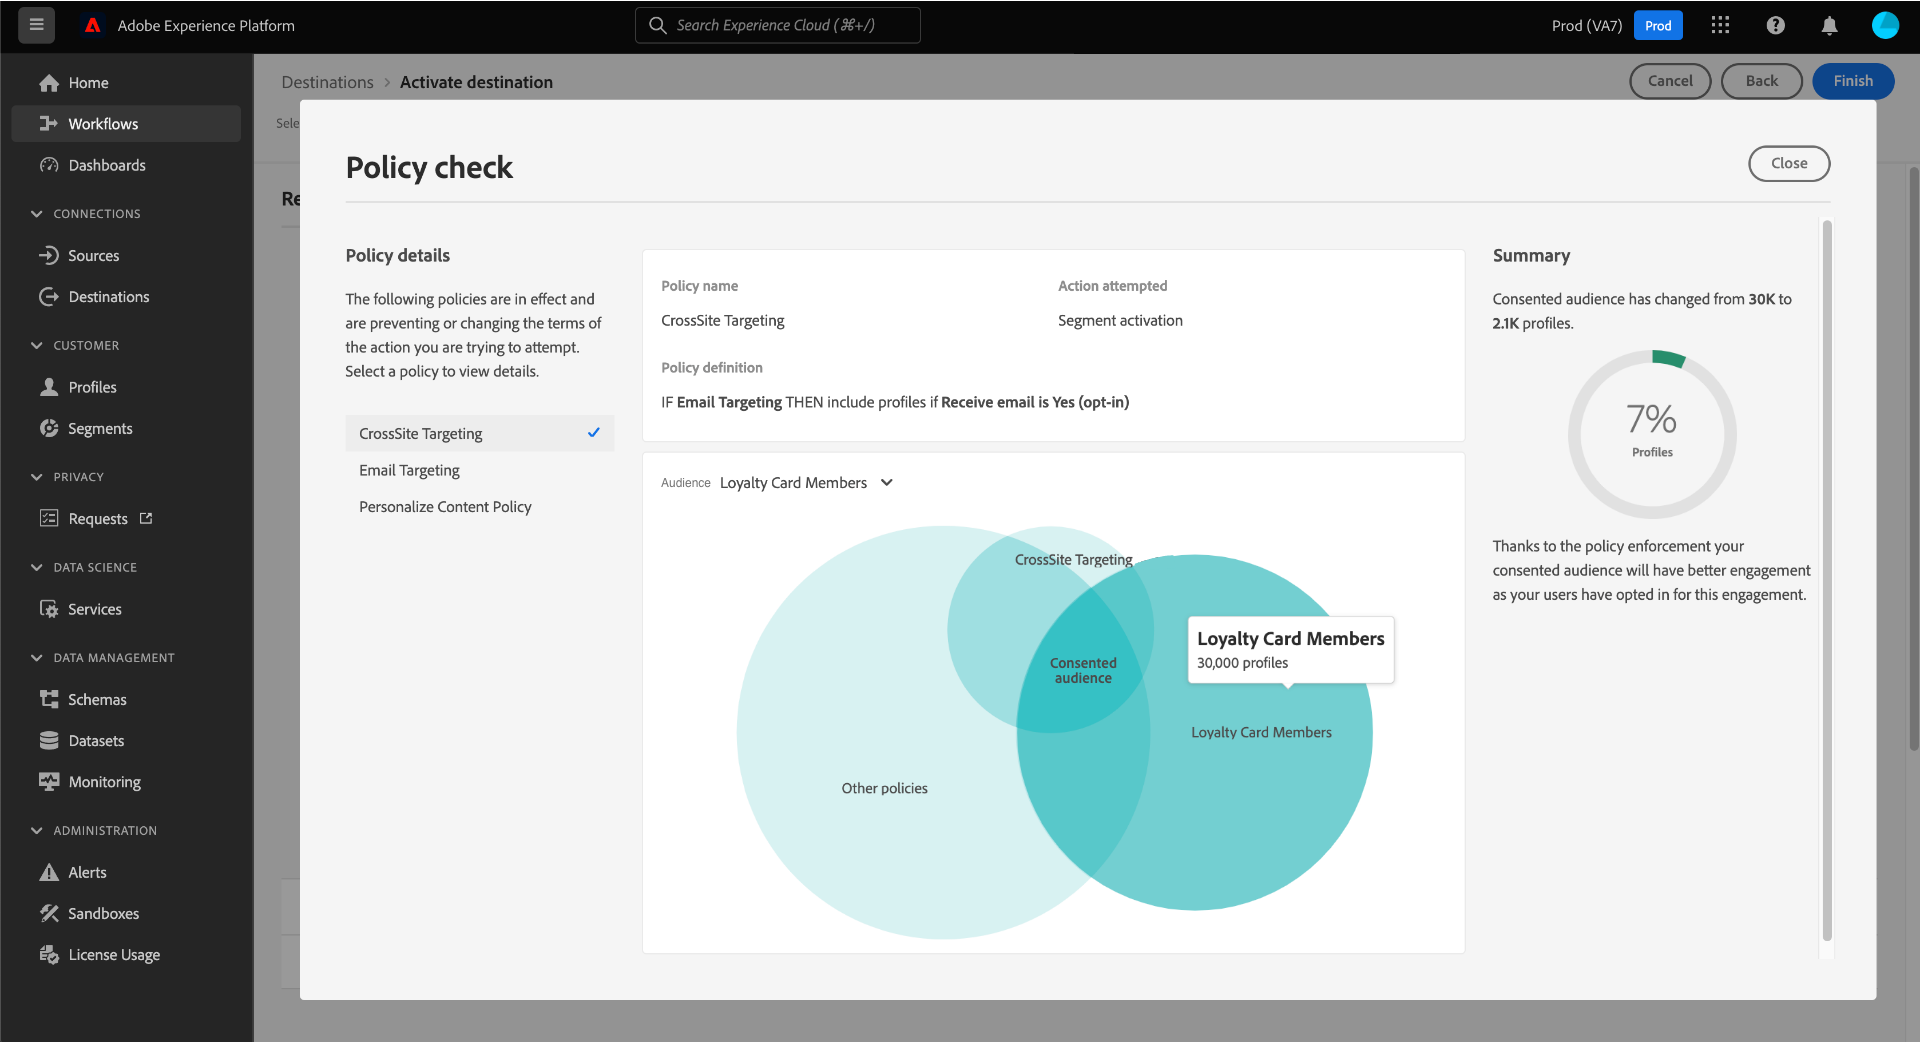 Adobe Experience Platform
Search Experience Cloud (⌘+/)
Prod (VA7)
Prod
Home
Workflows
Dashboards
CONNECTIONS
Sources
Destinations
CUSTOMER
Profiles
Segments
PRIVACY
Requests
DATA SCIENCE
Services
DATA MANAGEMENT
Schemas
Datasets
Monitoring
ADMINISTRATION
Alerts
Sandboxes
License Usage
Destinations > Activate destination
Cancel
Back
Finish
Sele
Re
Policy check
Close
Policy details
The following policies are in effect and
are preventing or changing the terms of
the action you are trying to attempt.
Select a policy to view details.
CrossSite Targeting
Email Targeting
Personalize Content Policy
Policy name
CrossSite Targeting
Action attempted
Segment activation
Policy definition
IF Email Targeting THEN include profiles if Receive email is Yes (opt-in)
Audience Loyalty Card Members
CrossSite Targeting
Consented
audience
Loyalty Card Members
30,000 profiles
Loyalty Card Members
Other policies
Summary
Consented audience has changed from 30K to
2.1K profiles.
7%
Profiles
Thanks to the policy enforcement your
consented audience will have better engagement
as your users have opted in for this engagement.